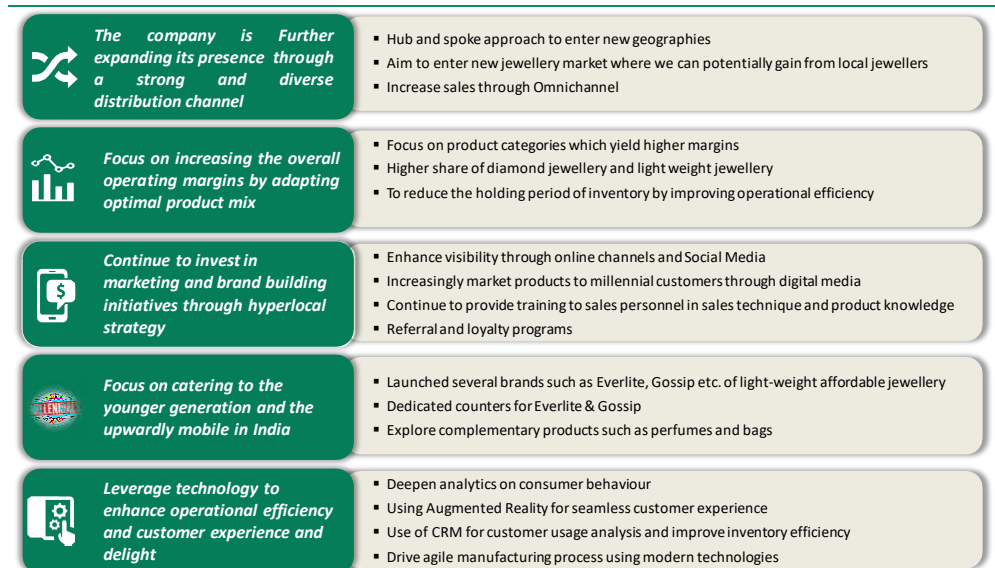 The company is Further
expanding its presence through
a strong and diverse
distribution channel
▪ Hub and spoke approach to enter new geographies
▪ Aim to enter new jewellery market where we can potentially gain from local jewellers
▪ Increase sales through Omnichannel
Focus on increasing the overall
operating margins by adapting
optimal product mix
▪ Focus on product categories which yield higher margins
▪ Higher share of diamond jewellery and light weight jewellery
▪ To reduce the holding period of inventory by improving operational efficiency
Continue to invest in
marketing and brand building
initiatives through hyperlocal
strategy
$
▪ Enhance visibility through online channels and Social Media
▪ Increasingly market products to millennial customers through digital media
▪ Continue to provide training to sales personnel in sales technique and product knowledge
▪ Referral and loyalty programs
Focus on catering to the
younger generation and the
upwardly mobile in India
▪ Launched several brands such as Everlite, Gossip etc. of light-weight affordable jewellery
▪ Dedicated counters for Everlite & Gossip
▪ Explore complementary products such as perfumes and bags
Leverage technology to
enhance operational efficiency
and customer experience and
delight
▪ Deepen analytics on consumer behaviour
▪ Using Augmented Reality for seamless customer experience
▪ Use of CRM for customer usage analysis and improve inventory efficiency
▪ Drive agile manufacturing process using modern technologies